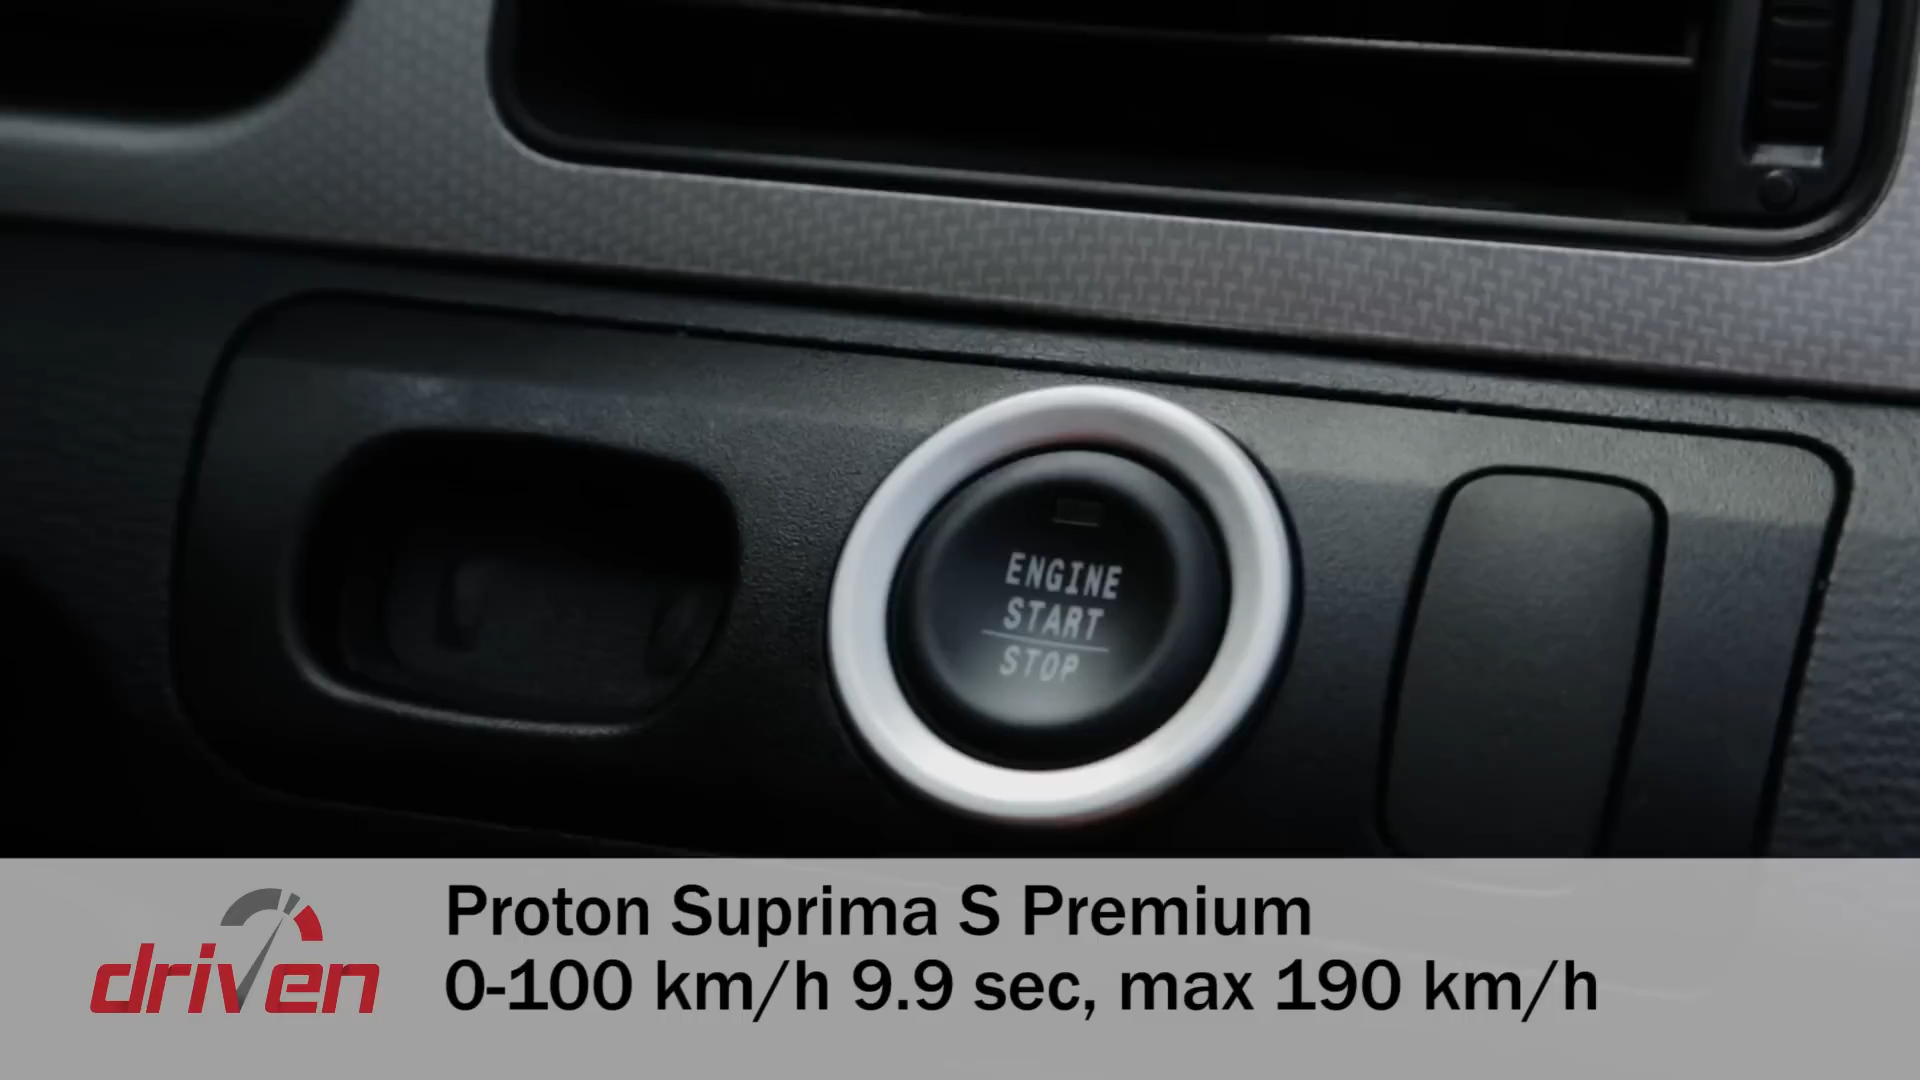 ENGINE
START
STOP
driven
Proton Suprima S Premium
0-100 km/h 9.9 sec, max 190 km/h